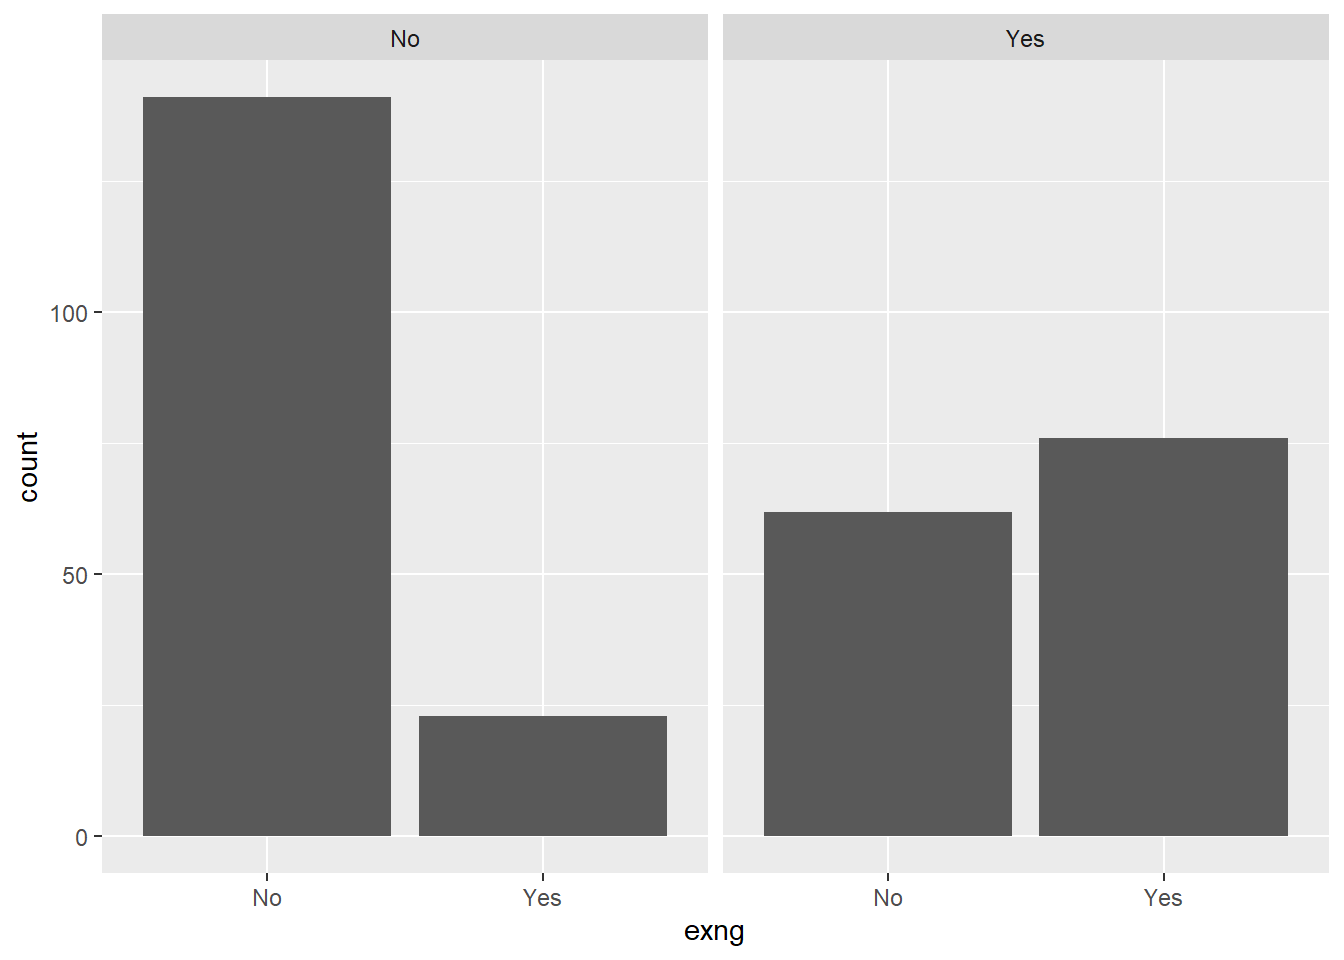 No Yes
count
100
50
0
No Yes No Yes
exng